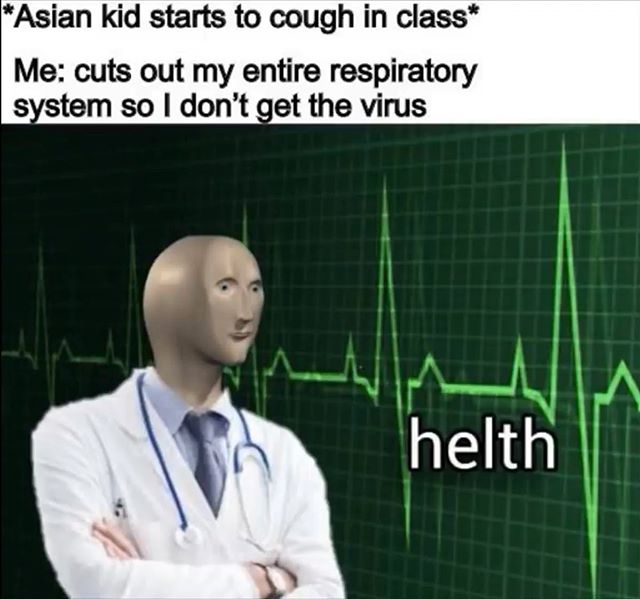 *Asian kid starts to cough in class*
Me: cuts out my entire respiratory
system so I don't get the virus
helth